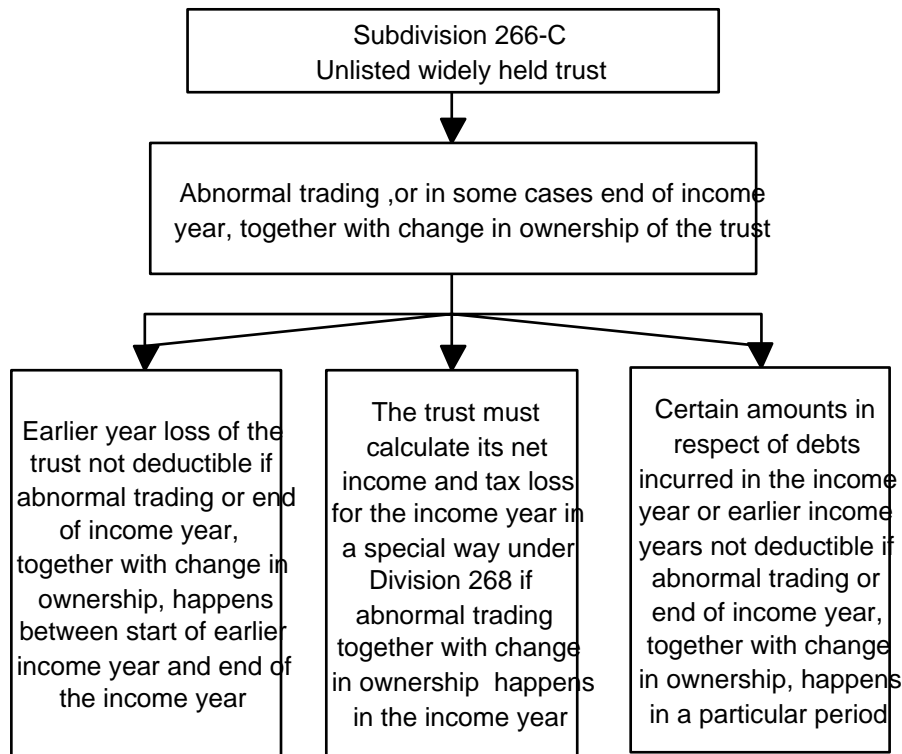 Subdivision 266-C
Unlisted widely held trust
Abnormal trading ,or in some cases end of income
year, together with change in ownership of the trust
Earlier year loss of the
trust not deductible if
abnormal trading or end
of income year,
together with change in
ownership, happens
between start of earlier
income year and end of
the income year
The trust must
calculate its net
income and tax loss
for the income year in
a special way under
Division 268 if
abnormal trading
together with change
in ownership happens
in the income year
Certain amounts in
respect of debts
incurred in the income
year or earlier income
years not deductible if
abnormal trading or
end of income year,
together with change
in ownership, happens
in a particular period